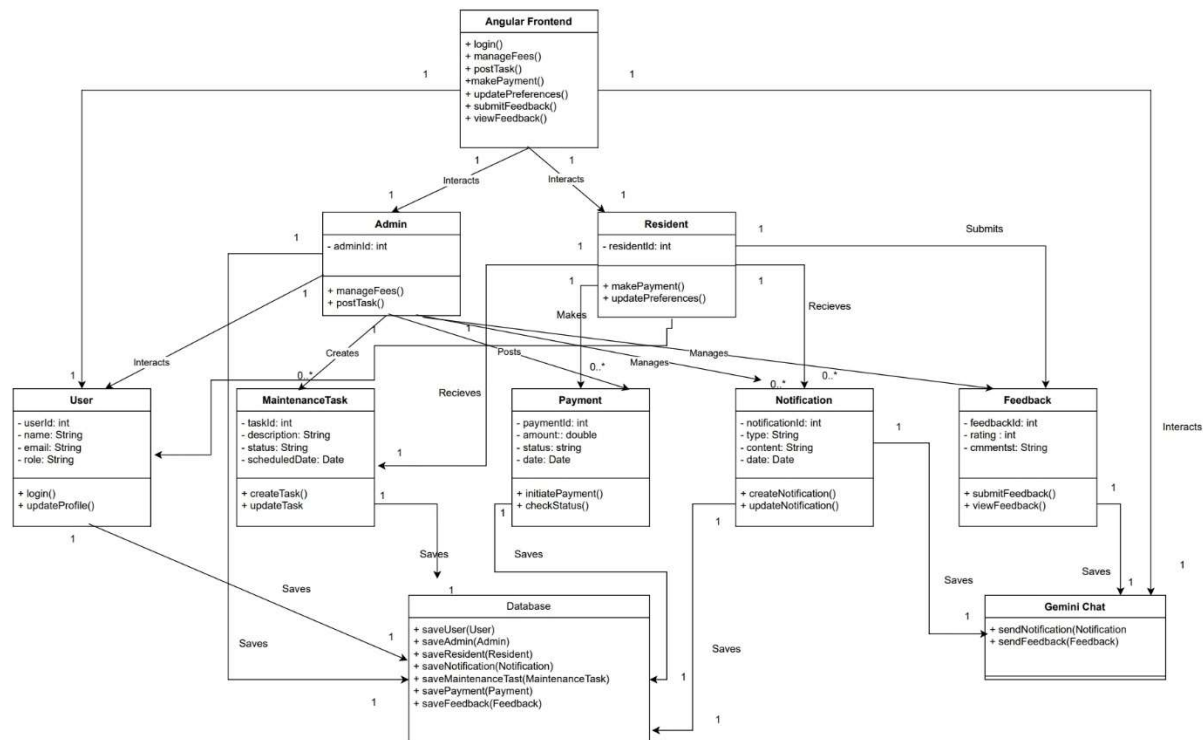 Angular Frontend
+ login()
+ manageFees()
+ postTask()
+makePayment()
+ updatePreferences()
+ submitFeedback()
+ viewFeedback()
1
1
1
1
Interacts
Interacts
1
1
Admin
- adminId: int
+ manageFees()
+ postTask()
Resident
- residentId: int
+ makePayment()
+ updatePreferences()
1
1
1
Submits
1
1
1
Makes
Recieves
1
1
Creates
Posts
Manages
Manages
Interacts
0..*
0..*
0..*
0..*
Recieves
1
1
User
- userId: int
- name: String
- email: String
- role: String
+ login()
+ updateProfile()
MaintenanceTask
- taskId: int
- description: String
- status: String
- scheduledDate: Date
+ createTask()
+ updateTask
Payment
- paymentId: int
- amount:: double
- status: string
- date: Date
+ initiatePayment()
+ checkStatus()
Notification
- notificationId: int
- type: String
- content: String
- date: Date
+ createNotification()
+ updateNotification()
Feedback
- feedbackId: int
- rating : int
- cmmentst: String
+ submitFeedback()
+ viewFeedback()
Interacts
1
1
1
1
1
1
Saves
Saves
Saves
Saves
Saves
Saves
Saves
1
1
1
1
1
1
1
1
1
Database
+ saveUser(User)
+ saveAdmin(Admin)
+ saveResident(Resident)
+ saveNotification(Notification)
+ saveMaintenanceTast(MaintenanceTask)
+ savePayment(Payment)
+ saveFeedback(Feedback)
Gemini Chat
+ sendNotification(Notification
+ sendFeedback(Feedback)